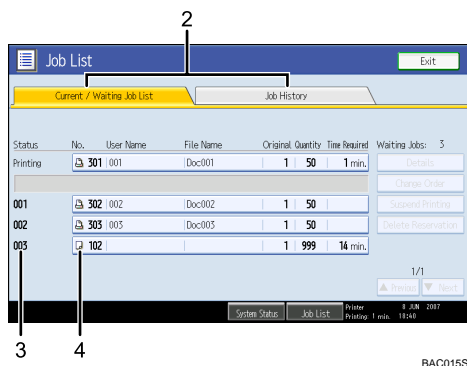 2
Job List
Exit
Current / Waiting Job List
Job History
Status No. User Name File Name Original Quantity Time Required Waiting Jobs: 3
Printing 301 001 Doc001 1 50 1 min. Details
Change Order
001 302 002 Doc002 1 50 Suspend Printing
002 303 003 Doc003 1 50 Delete Reservation
003 102 1 999 14 min.
1/1
▲ Previous ▼ Next
System Status Job List Printer 8 JUN 2007
Printing: 1 min. 10:40
3 4
BAC015S